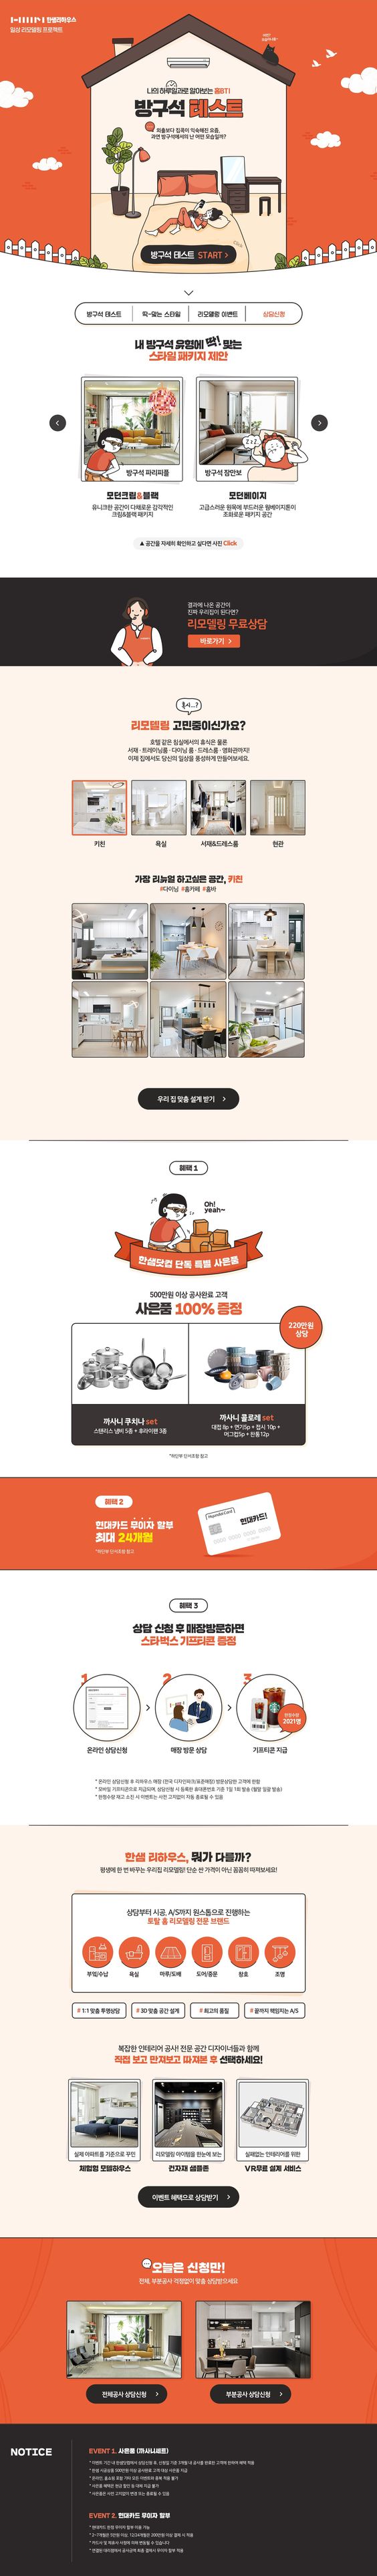 한샘리하우스
일상 리모델링 프로젝트
나의 하루일과로 알아보는 홈BTI
방구석 테스트
외출보다 집콕이 익숙해진 요즘,
과연 방구석에서의 난 어떤 모습일까?
방구석 테스트 START >
방구석 테스트
딱-맞는 스타일
리모델링 이벤트
상담신청
내 방구석 유형에 딱! 맞는
스타일 패키지 제안
방구석 파리피플
ZZZ
방구석 잠만보
모던크림&블랙
유니크한 공간이 다채로운 감각적인
크림&블랙 패키지
모던베이지
고급스러운 원목에 부드러운 웜베이지톤이
조화로운 패키지 공간
▲ 공간을 자세히 확인하고 싶다면 사진 Click
결과에 나온 공간이
진짜 우리집이 된다면?
리모델링 무료상담
바로가기 >
혹시...?
리모델링 고민중이신가요?
호텔 같은 침실에서의 휴식은 물론
서재 · 트레이닝룸 · 다이닝 룸 · 드레스룸 · 영화관까지!
이제 집에서도 당신의 일상을 풍성하게 만들어보세요.
키친
욕실
서재&드레스룸
현관
가장 리뉴얼 하고싶은 공간, 키친
#다이닝 #홈카페 #홈바
우리 집 맞춤 설계 받기 >
혜택 1
Oh!
yeah~
한샘닷컴 단독 특별 사은품
500만원 이상 공사완료 고객
사은품 100% 증정
220만원
상당
까사니 쿠치나 set
스텐리스 냄비 5종 + 후라이팬 3종
까사니 콜로레 set
대접 8p + 면기5p + 접시 10p +
머그컵5p + 찬통12p
*하단부 단서조항 참고
혜택 2
현대카드 무이자 할부
최대 24개월
*하단부 단서조항 참고
Hyundai Card
현대카드!
혜택 3
상담 신청 후 매장방문하면
스타벅스 기프티콘 증정
1
2
3
한정수량
2021명
온라인 상담신청
매장 방문 상담
기프티콘 지급
* 온라인 상담신청 후 리하우스 매장 (전국 디자인파크/표준매장) 방문상담한 고객에 한함
* 모바일 기프티콘으로 지급되며, 상담신청 시 등록한 휴대폰번호 기준 1일 1회 발송 (월말 일괄 발송)
* 한정수량 재고 소진 시 이벤트는 사전 고지없이 자동 종료될 수 있음
한샘 리하우스, 뭐가 다를까?
평생에 한 번 바꾸는 우리집 리모델링! 단순 싼 가격이 아닌 꼼꼼히 따져보세요!
상담부터 시공, A/S까지 원스톱으로 진행하는
토탈 홈 리모델링 전문 브랜드
부엌/수납
욕실
마루/도배
도어/중문
창호
조명
# 1:1 맞춤 투명상담
# 3D 맞춤 공간 설계
# 최고의 품질
# 끝까지 책임지는 A/S
복잡한 인테리어 공사! 전문 공간 디자이너들과 함께
직접 보고 만져보고 따져본 후 선택하세요!
실제 아파트를 기준으로 꾸민
체험형 모델하우스
리모델링 아이템을 한눈에 보는
건자재 샘플존
실패없는 인테리어를 위한
VR무료 설계 서비스
이벤트 혜택으로 상담받기 >
오늘은 신청만!
전체, 부분공사 걱정없이 맞춤 상담받으세요
전체공사 상담신청 >
부분공사 상담신청 >
NOTICE
EVENT 1. 사은품 (까사니세트)
EVENT 2. 현대카드 무이자 할부
* 현대카드 한정 무이자 할부 이용 가능